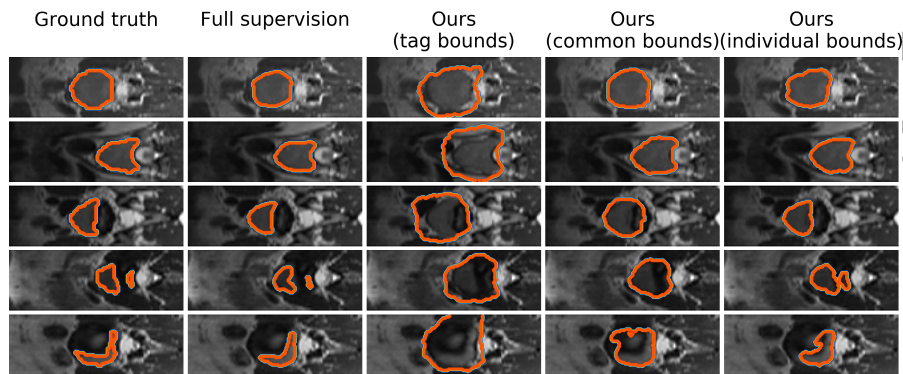 Ground truth
Full supervision
Ours
(tag bounds)
Ours
(common bounds)
Ours
(individual bounds)